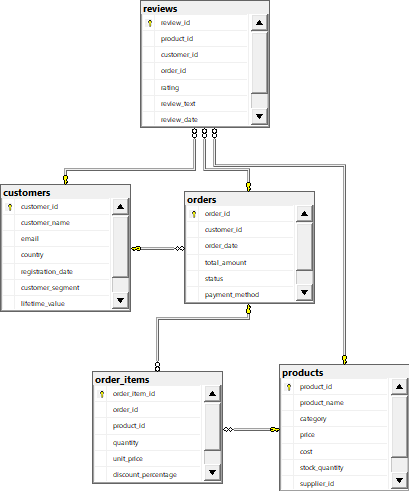 reviews
review_id
product_id
customer_id
order_id
rating
review_text
review_date
customers
customer_id
customer_name
email
country
registration_date
customer_segment
lifetime_value
orders
order_id
customer_id
order_date
total_amount
status
payment_method
order_items
order_item_id
order_id
product_id
quantity
unit_price
discount_percentage
products
product_id
product_name
category
price
cost
stock_quantity
supplier_id